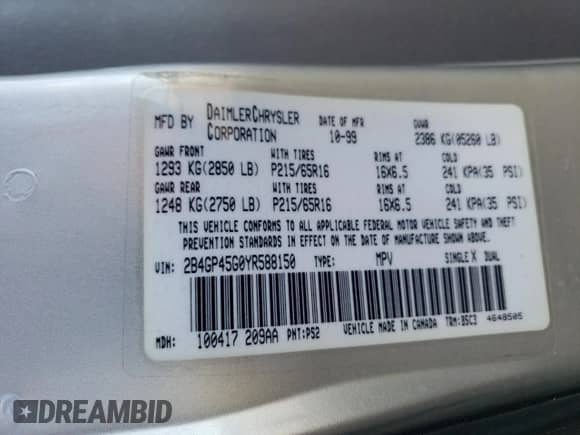 MFD BY DAIMLERCHRYSLER CORPORATION DATE OF MFR 10-99 GVWR 2386 KG(05260 LB)
GAWR FRONT WITH TIRES RIMS AT COLD
1293 KG(2850 LB) P215/65R16 16X6.5 241 KPA(35 PSI)
GAWR REAR WITH TIRES RIMS AT COLD
1248 KG(2750 LB) P215/65R16 16X6.5 241 KPA(35 PSI)
THIS VEHICLE CONFORMS TO ALL APPLICABLE FEDERAL MOTOR VEHICLE SAFETY AND THEFT
PREVENTION STANDARDS IN EFFECT ON THE DATE OF MANUFACTURE SHOWN ABOVE.
VIN: 2B4GP45G0YR588150 TYPE: MPV SINGLE X DUAL
MDH: 100417 209AA PNT:PS2 VEHICLE MADE IN CANADA TRM:B5C3 4648505
DREAMBID